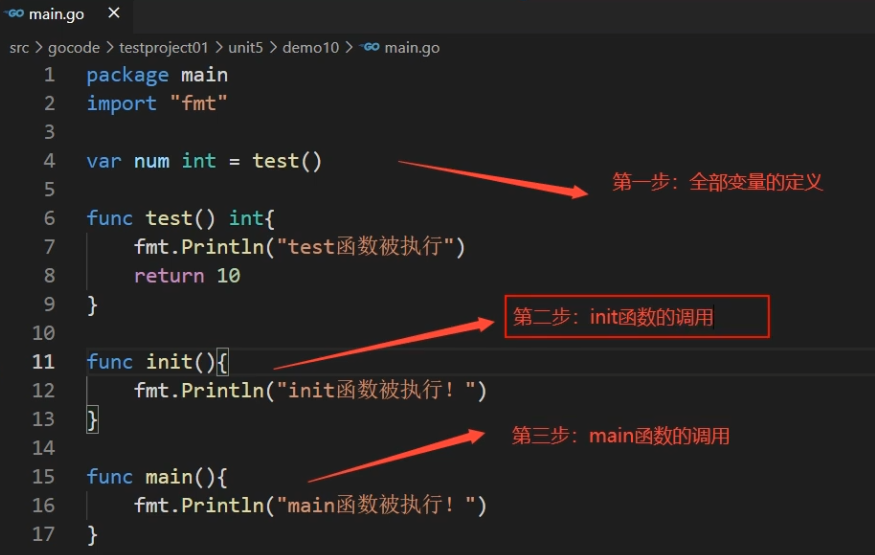 main.go ×
src > gocode > testproject01 > unit5 > demo10 > main.go
1 package main
2 import "fmt"
3
4 var num int = test()
第一步：全部变量的定义
5
6 func test() int{
7 fmt.Println("test函数被执行")
8 return 10
9 }
第二步：init函数的调用
10
11 func init(){
12 fmt.Println("init函数被执行！")
13 }
第三步：main函数的调用
14
15 func main(){
16 fmt.Println("main函数被执行！")
17 }